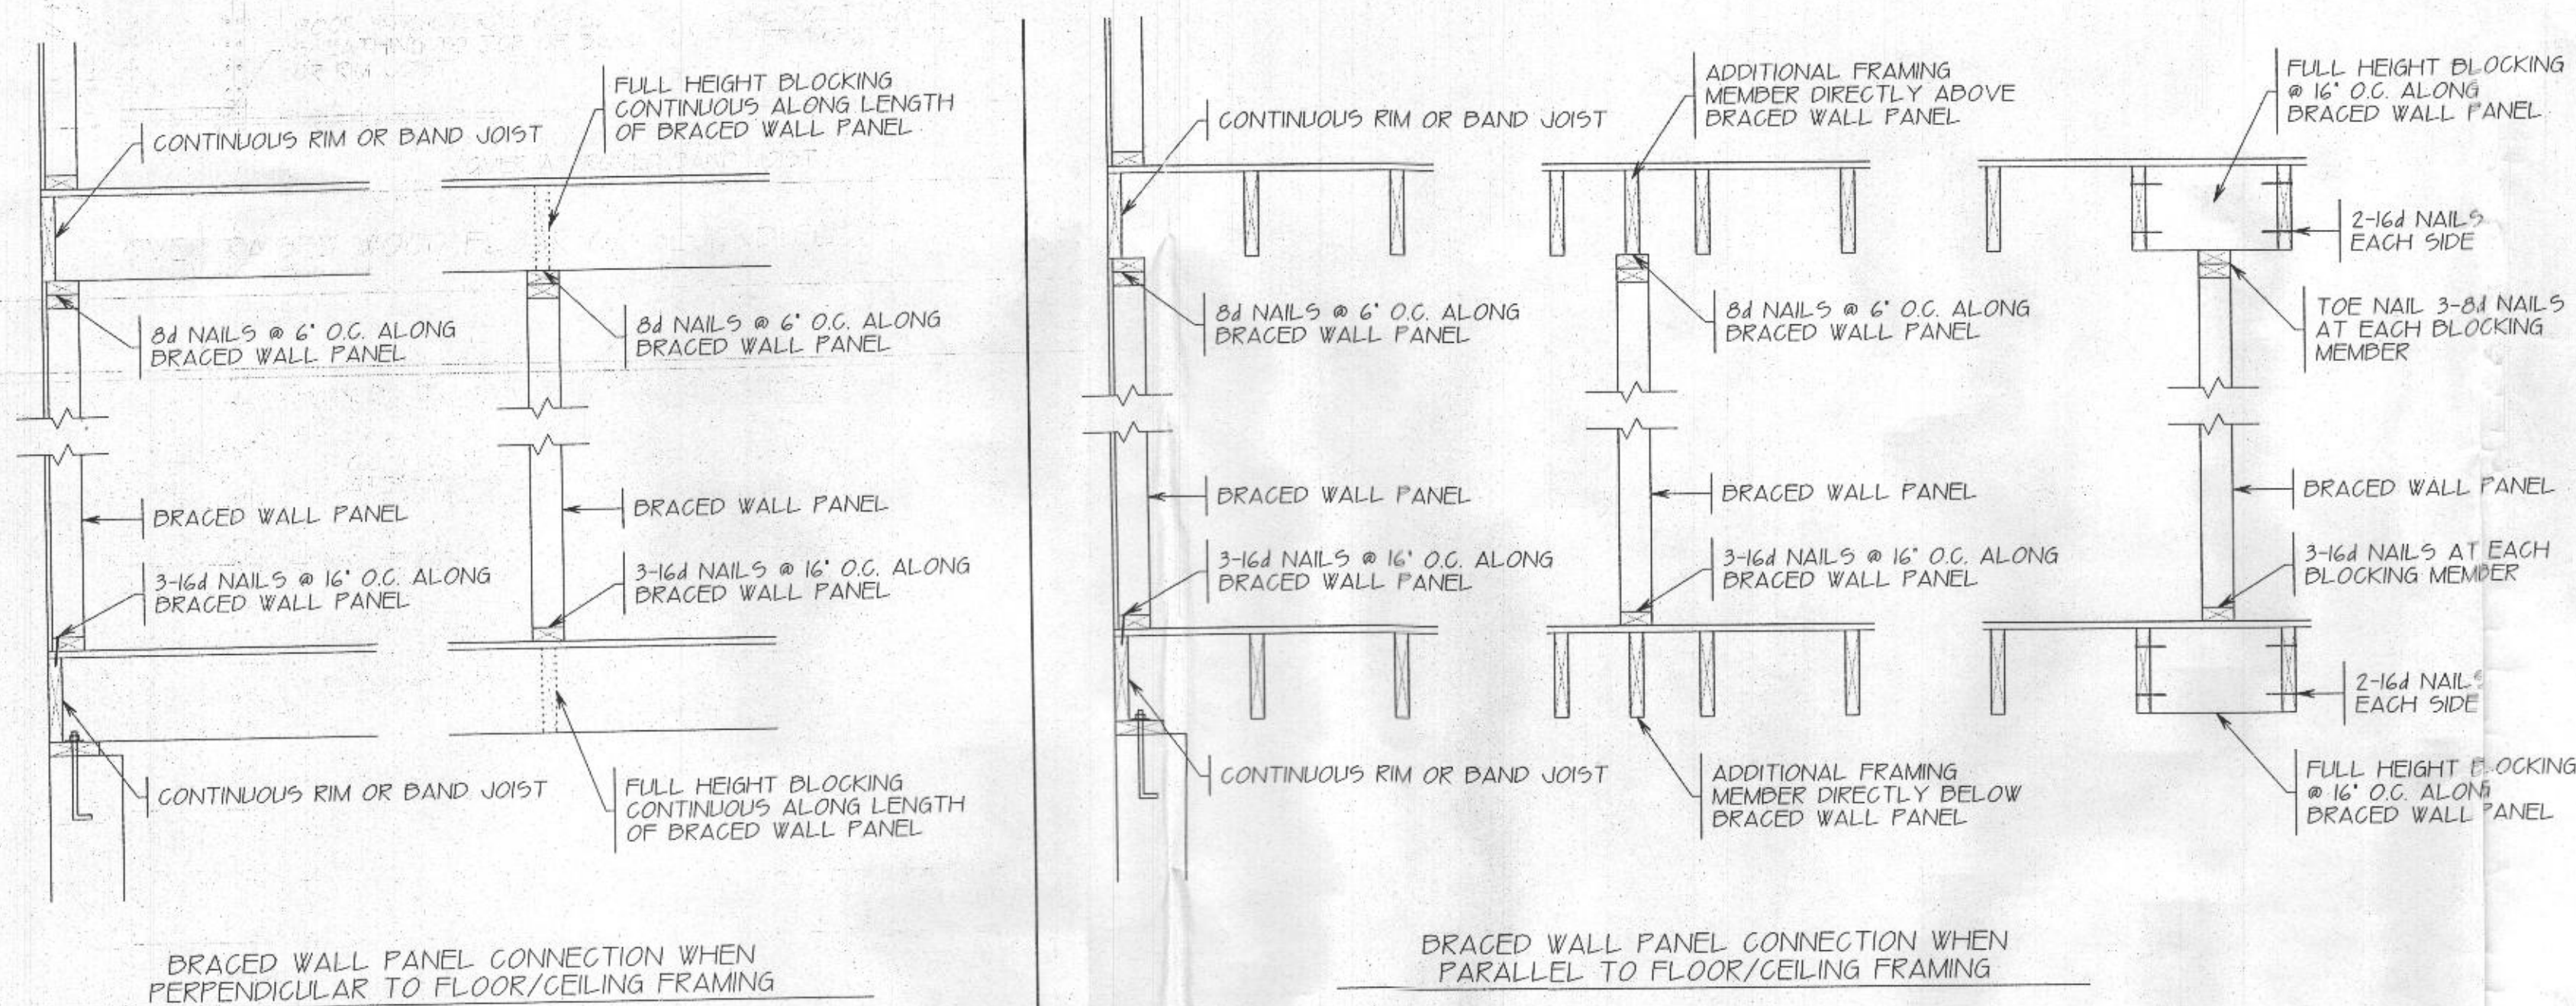 FULL HEIGHT BLOCKING
CONTINUOUS ALONG LENGTH
OF BRACED WALL PANEL
CONTINUOUS RIM OR BAND JOIST
8d NAILS @ 6" O.C. ALONG
BRACED WALL PANEL
8d NAILS @ 6" O.C. ALONG
BRACED WALL PANEL
BRACED WALL PANEL
BRACED WALL PANEL
3-16d NAILS @ 16" O.C. ALONG
BRACED WALL PANEL
3-16d NAILS @ 16" O.C. ALONG
BRACED WALL PANEL
CONTINUOUS RIM OR BAND JOIST
FULL HEIGHT BLOCKING
CONTINUOUS ALONG LENGTH
OF BRACED WALL PANEL
BRACED WALL PANEL CONNECTION WHEN
PERPENDICULAR TO FLOOR/CEILING FRAMING
CONTINUOUS RIM OR BAND JOIST
ADDITIONAL FRAMING
MEMBER DIRECTLY ABOVE
BRACED WALL PANEL
FULL HEIGHT BLOCKING
@ 16" O.C. ALONG
BRACED WALL PANEL
2-16d NAILS
EACH SIDE
8d NAILS @ 6" O.C. ALONG
BRACED WALL PANEL
8d NAILS @ 6" O.C. ALONG
BRACED WALL PANEL
TOE NAIL 3-8d NAILS
AT EACH BLOCKING
MEMBER
BRACED WALL PANEL
BRACED WALL PANEL
BRACED WALL PANEL
3-16d NAILS @ 16" O.C. ALONG
BRACED WALL PANEL
3-16d NAILS @ 16" O.C. ALONG
BRACED WALL PANEL
3-16d NAILS AT EACH
BLOCKING MEMBER
2-16d NAILS
EACH SIDE
CONTINUOUS RIM OR BAND JOIST
ADDITIONAL FRAMING
MEMBER DIRECTLY BELOW
BRACED WALL PANEL
FULL HEIGHT BLOCKING
@ 16" O.C. ALONG
BRACED WALL PANEL
BRACED WALL PANEL CONNECTION WHEN
PARALLEL TO FLOOR/CEILING FRAMING